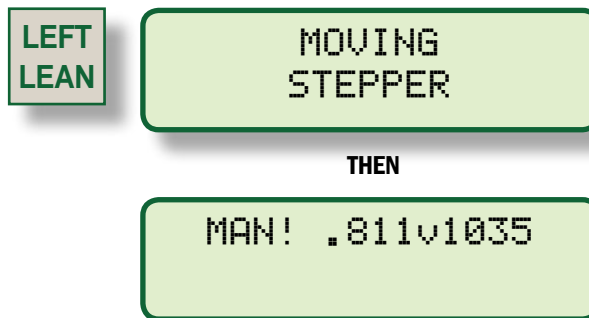 LEFT
LEAN
MOVING
STEPPER
THEN
MAN! .811v1035